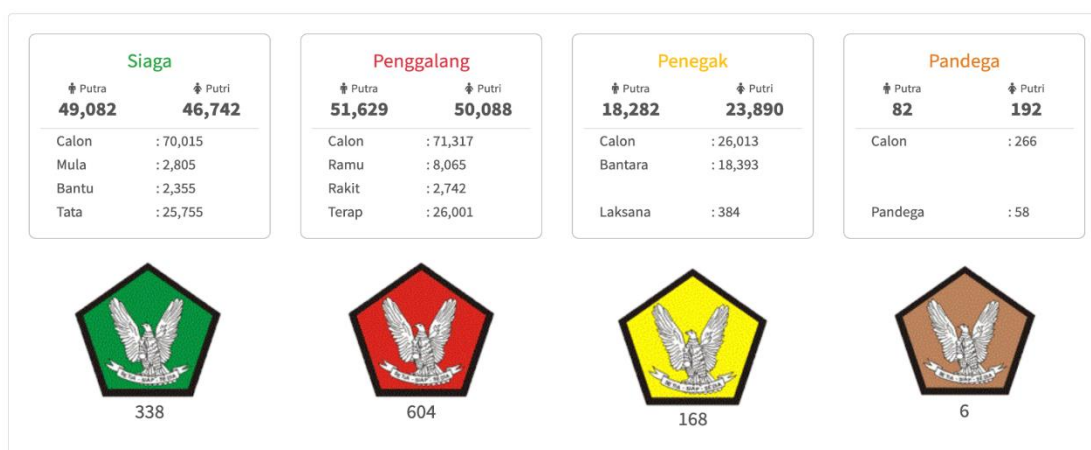 Siaga
Putra Putri
49,082 46,742
Calon : 70,015
Mula : 2,805
Bantu : 2,355
Tata : 25,755
338
Penggalang
Putra Putri
51,629 50,088
Calon : 71,317
Ramu : 8,065
Rakit : 2,742
Terap : 26,001
604
Penegak
Putra Putri
18,282 23,890
Calon : 26,013
Bantara : 18,393
Laksana : 384
168
Pandega
Putra Putri
82 192
Calon : 266
Pandega : 58
6